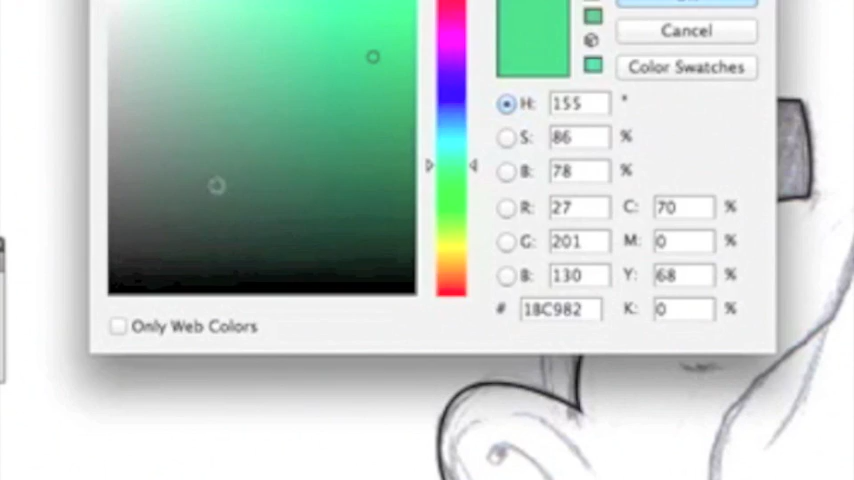 Cancel
Color Swatches
H: 155 °
S: 86 %
B: 78 %
R: 27 C: 70 %
G: 201 M: 0 %
B: 130 Y: 68 %
# 1BC982 K: 0 %
Only Web Colors